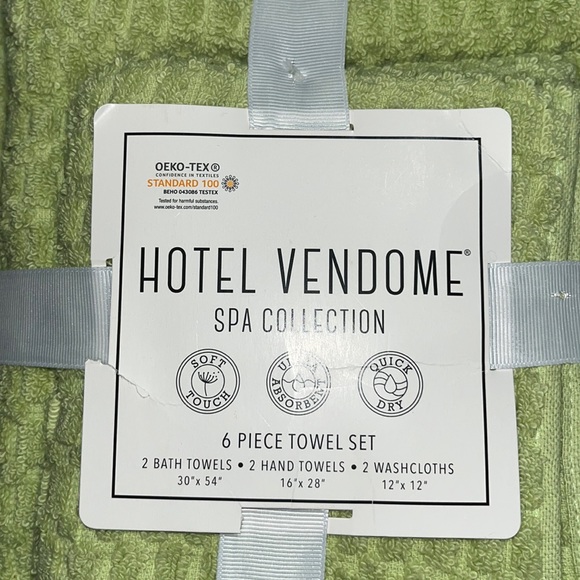 OEKO-TEX®
CONFIDENCE IN TEXTILES
STANDARD 100
BEHO 043086 TESTEX
Tested for harmful substances.
www.oeko-tex.com/standard100
HOTEL VENDOME®
SPA COLLECTION
SOFT
TOUCH
ABSORBENT
QUICK
DRY
6 PIECE TOWEL SET
2 BATH TOWELS • 2 HAND TOWELS • 2 WASHCLOTHS
30"x 54" 16"x 28" 12"x 12"